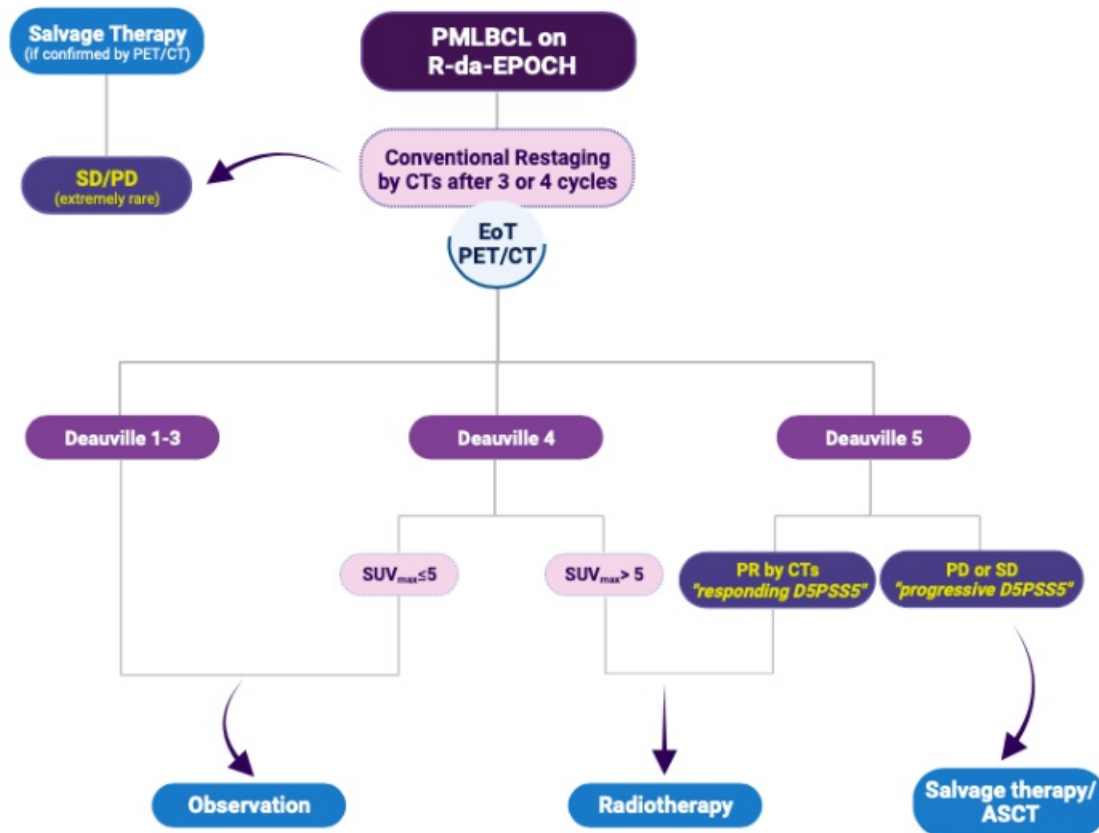 Salvage Therapy
(if confirmed by PET/CT)
PMLBCL on
R-da-EPOCH
Conventional Restaging
by CTs after 3 or 4 cycles
SD/PD
(extremely rare)
EoT
PET/CT
Deauville 1-3
Deauville 4
Deauville 5
SUVmax≤5
SUVmax> 5
PR by CTs
"responding D5PSS5"
PD or SD
"progressive D5PSS5"
Observation
Radiotherapy
Salvage therapy/
ASCT